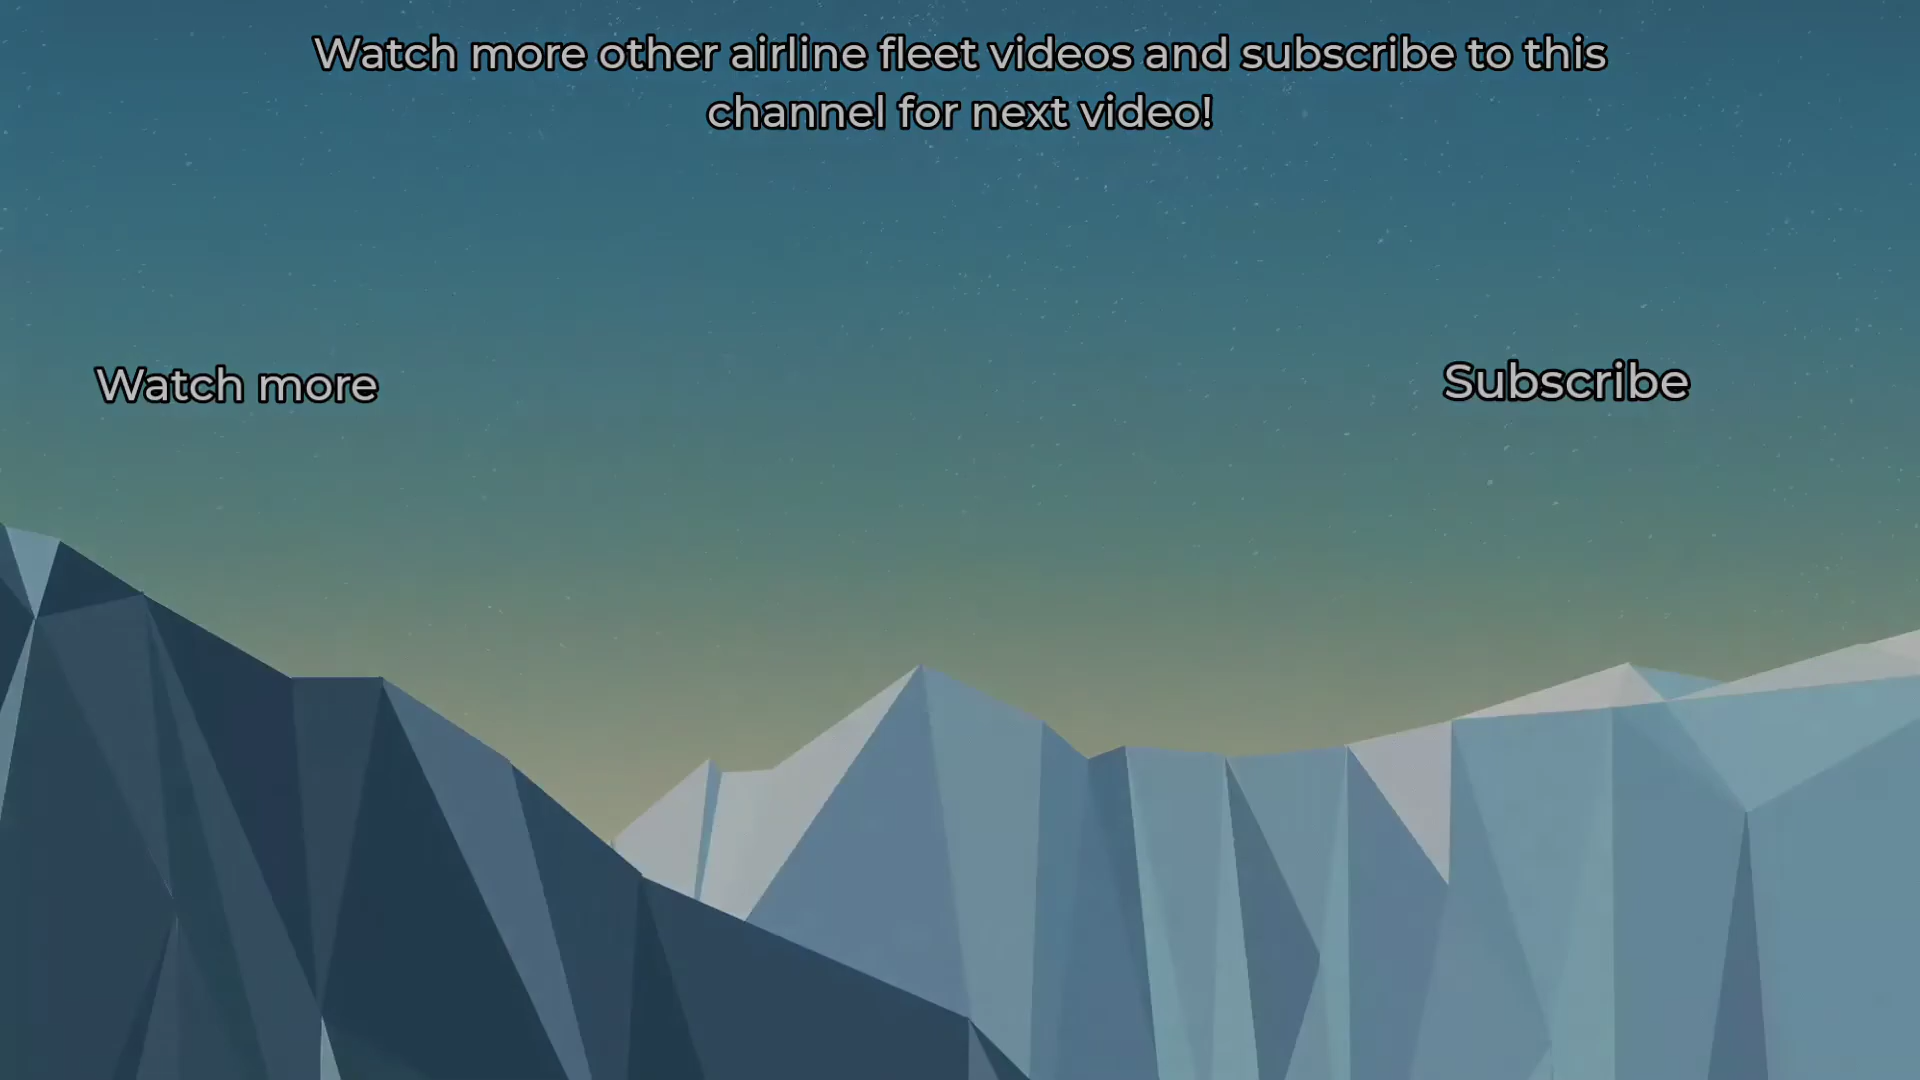 Watch more other airline fleet videos and subscribe to this
channel for next video!
Watch more
Subscribe